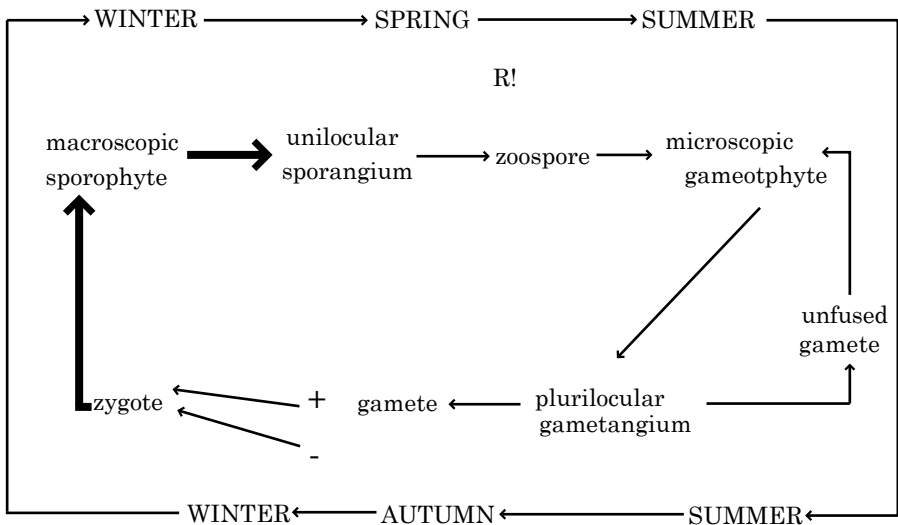 WINTER SPRING SUMMER
R!
macroscopic
sporophyte
unilocular
sporangium
zoospore
microscopic
gameotphyte
unfused
gamete
zygote
+
-
gamete
plurilocular
gametangium
WINTER AUTUMN SUMMER